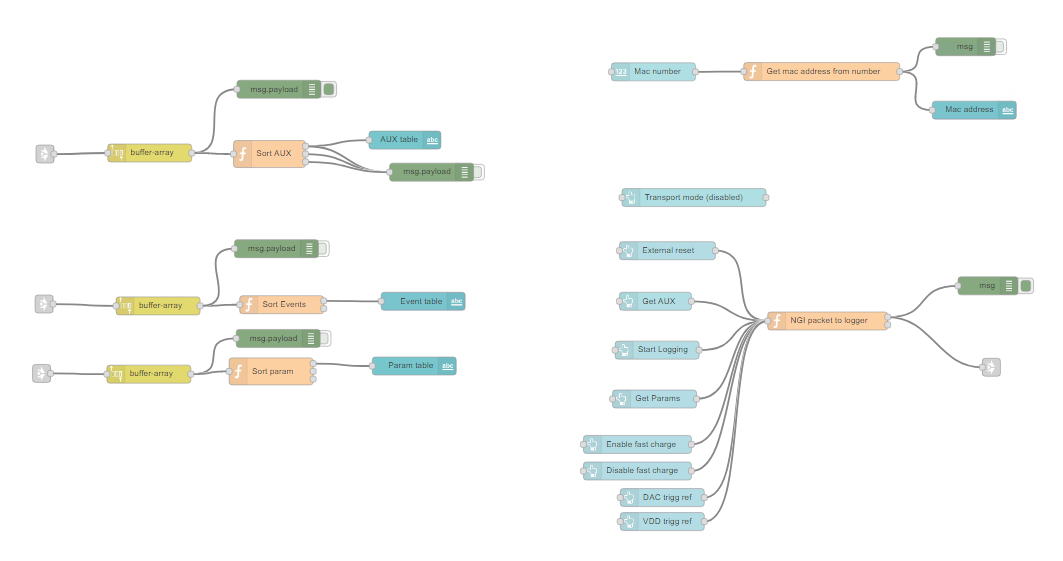 msg.payload
buffer-array
Sort AUX
AUX table
abc
msg.payload
msg.payload
buffer-array
Sort Events
Event table
abc
msg.payload
buffer-array
Sort param
Param table
abc
123
Mac number
Get mac address from number
msg
Mac address
abc
Transport mode (disabled)
External reset
Get AUX
Start Logging
Get Params
Enable fast charge
Disable fast charge
DAC trigg ref
VDD trigg ref
NGI packet to logger
msg